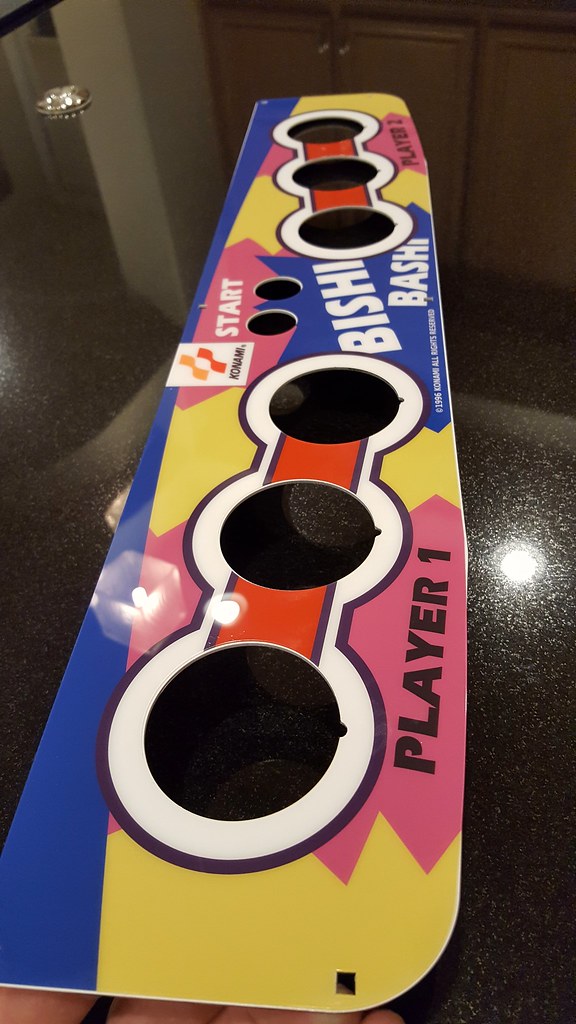 PLAYER 2
BISHI
BASHI
START
KONAMI
©1996 KONAMI ALL RIGHTS RESERVED
PLAYER 1